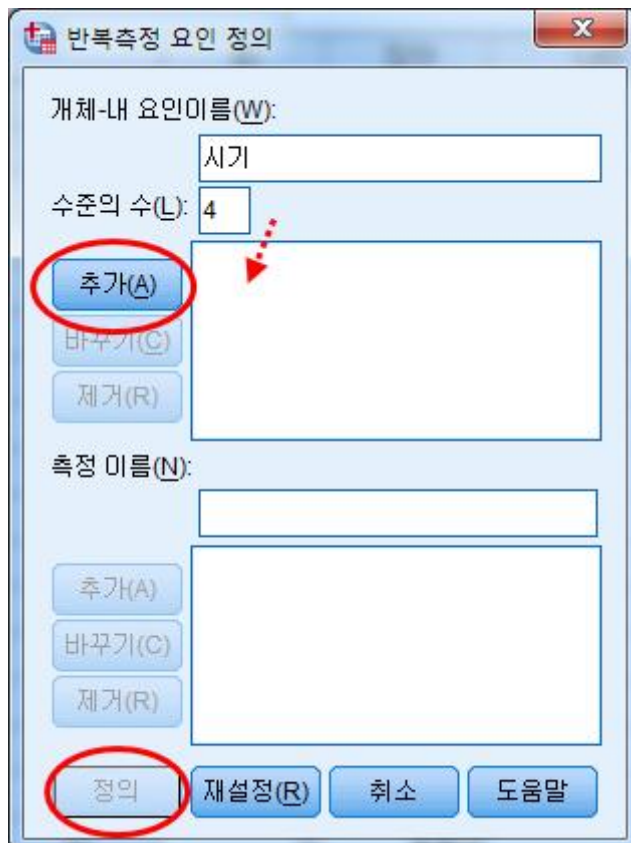 반복측정 요인 정의
개체-내 요인이름(W):
시기
수준의 수(L): 4
추가(A)
바꾸기(C)
제거(R)
측정 이름(N):
추가(A)
바꾸기(C)
제거(R)
정의 재설정(R) 취소 도움말